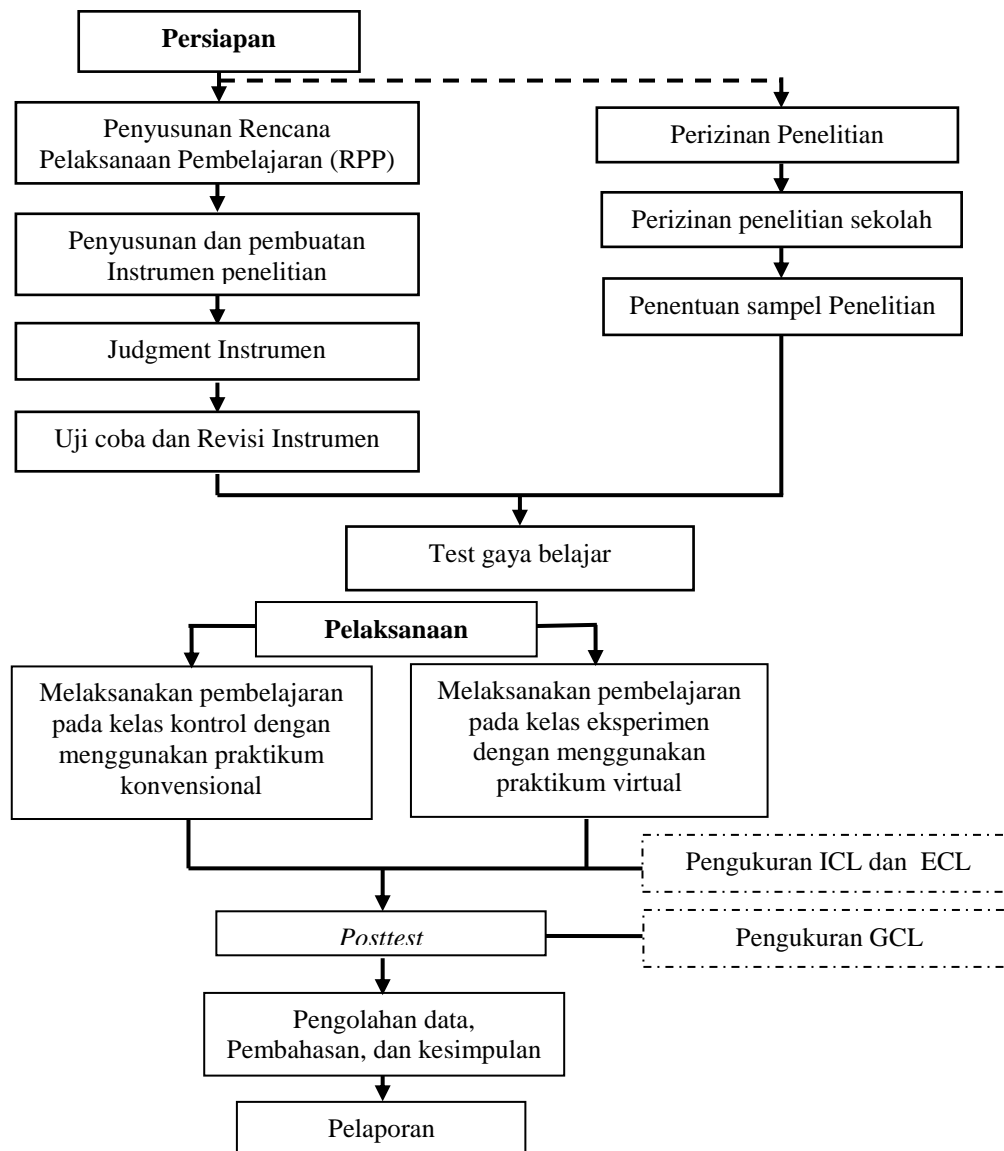 Persiapan
Penyusunan Rencana
Pelaksanaan Pembelajaran (RPP)
Penyusunan dan pembuatan
Instrumen penelitian
Judgment Instrumen
Uji coba dan Revisi Instrumen
Perizinan Penelitian
Perizinan penelitian sekolah
Penentuan sampel Penelitian
Test gaya belajar
Pelaksanaan
Melaksanakan pembelajaran
pada kelas kontrol dengan
menggunakan praktikum
konvensional
Melaksanakan pembelajaran
pada kelas eksperimen
dengan menggunakan
praktikum virtual
Pengukuran ICL dan ECL
Posttest
Pengukuran GCL
Pengolahan data,
Pembahasan, dan kesimpulan
Pelaporan